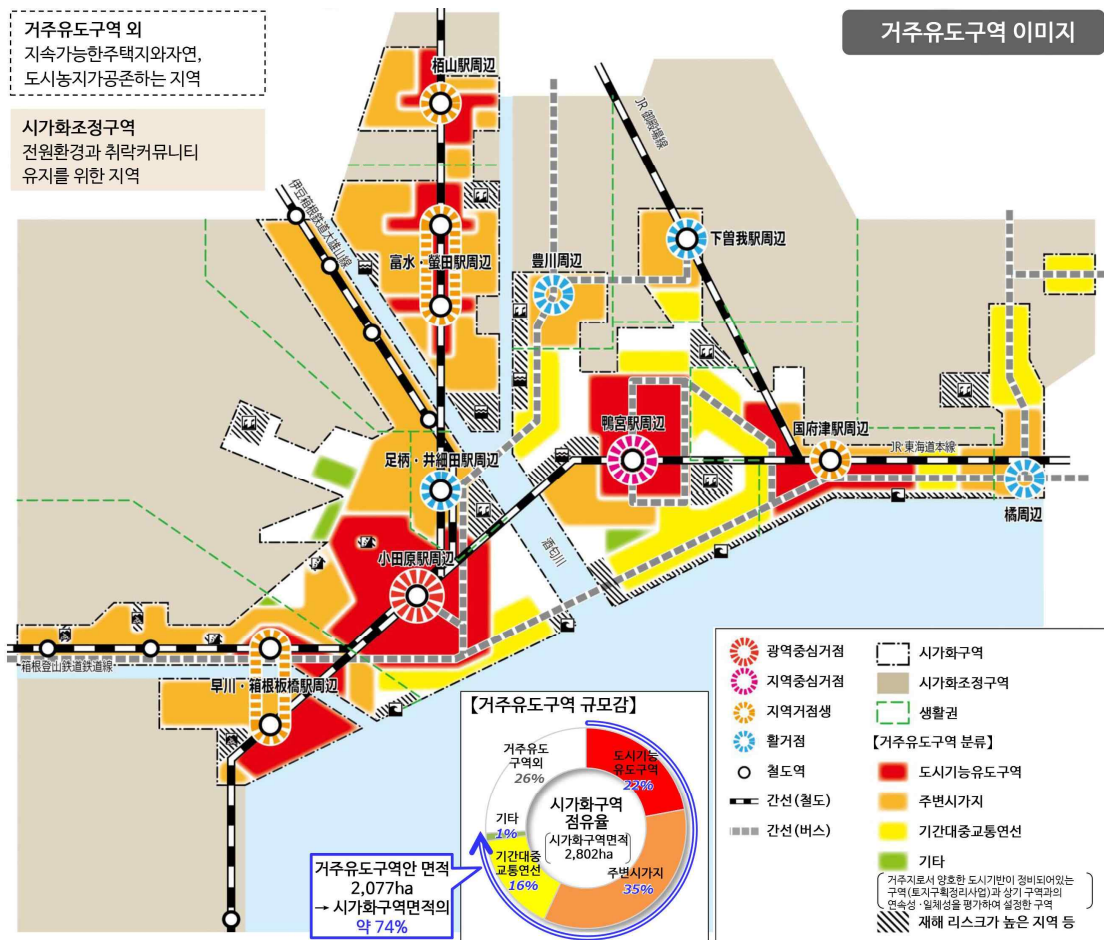 거주유도구역 외
지속가능한주택지와자연,
도시농지가공존하는 지역
시가화조정구역
전원환경과 취락커뮤니티
유지를 위한 지역
거주유도구역 이미지
栢山駅周辺
JR 御殿場線
伊豆箱根鉄道大雄山線
富水・螢田駅周辺
豊川周辺
下曽我駅周辺
鴨宮駅周辺
国府津駅周辺
JR 東海道本線
足柄・井細田駅周辺
橘周辺
小田原駅周辺
酒匂川
箱根登山鉄道鉄道線
早川・箱根板橋駅周辺
【거주유도구역 규모감】
거주유도
구역외
26%
도시기능
유도구역
22%
시가화구역
점유율
시가화구역면적
2,802ha
기타
1%
기간대중
교통연선
16%
주변시가지
35%
거주유도구역안 면적
2,077ha
→ 시가화구역면적의
약 74%
광역중심거점
지역중심거점
지역거점생
활거점
철도역
간선(철도)
간선(버스)
시가화구역
시가화조정구역
생활권
【거주유도구역 분류】
도시기능유도구역
주변시가지
기간대중교통연선
기타
거주지로서 양호한 도시기반이 정비되어있는
구역(토지구획정리사업)과 상기 구역과의
연속성·일체성을 평가하여 설정한 구역
재해 리스크가 높은 지역 등